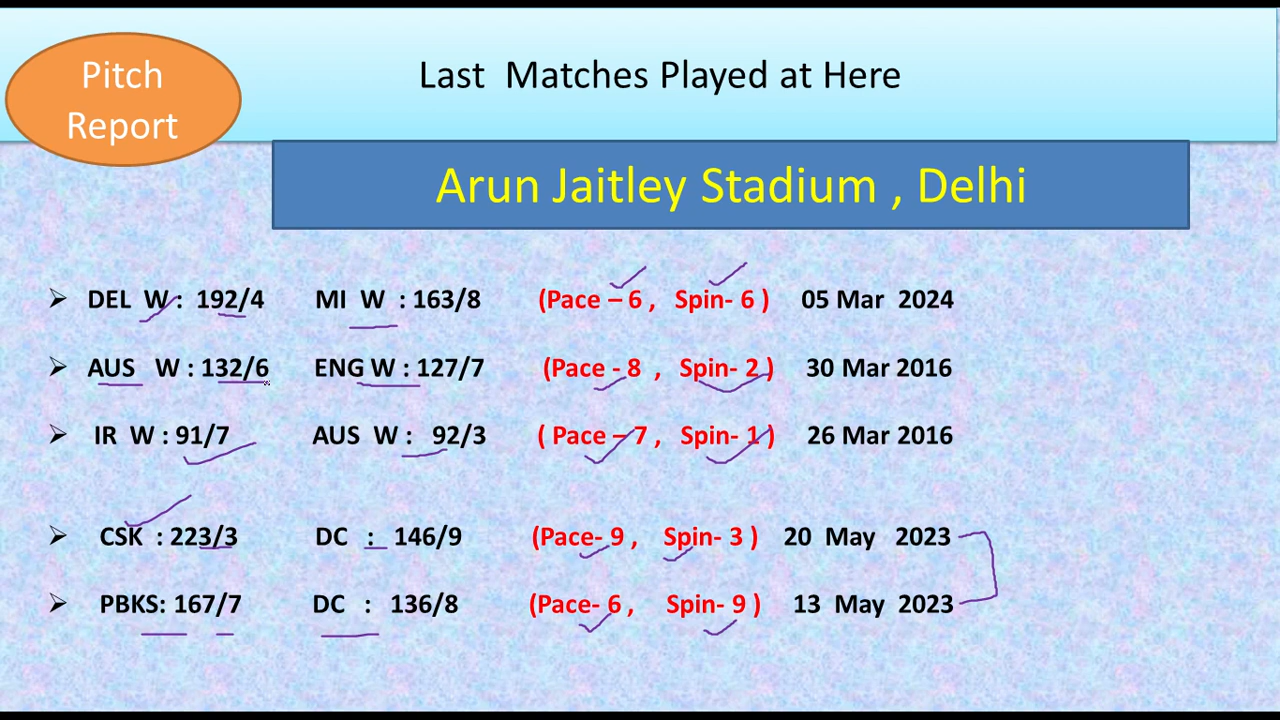 Pitch
Report
Last Matches Played at Here
Arun Jaitley Stadium , Delhi
➢ DEL W : 192/4 MI W : 163/8 (Pace – 6 , Spin- 6 ) 05 Mar 2024
➢ AUS W : 132/6 ENG W : 127/7 (Pace - 8 , Spin- 2 ) 30 Mar 2016
➢ IR W : 91/7 AUS W : 92/3 ( Pace – 7 , Spin- 1 ) 26 Mar 2016
➢ CSK : 223/3 DC : 146/9 (Pace- 9 , Spin- 3 ) 20 May 2023
➢ PBKS: 167/7 DC : 136/8 (Pace- 6 , Spin- 9 ) 13 May 2023